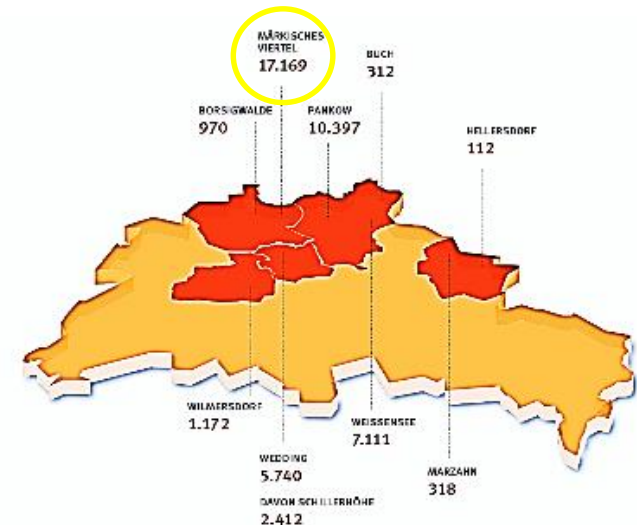 MÄRKISCHES
VIERTEL
17.169
BUCH
312
BORSIGWALDE
970
PANKOW
10.397
HELLERSDORF
112
WILMERSDORF
1.172
WEISSENSEE
7.111
WEDDING
5.740
MARZAHN
318
DAVON SCHILLERHÖHE
2.412